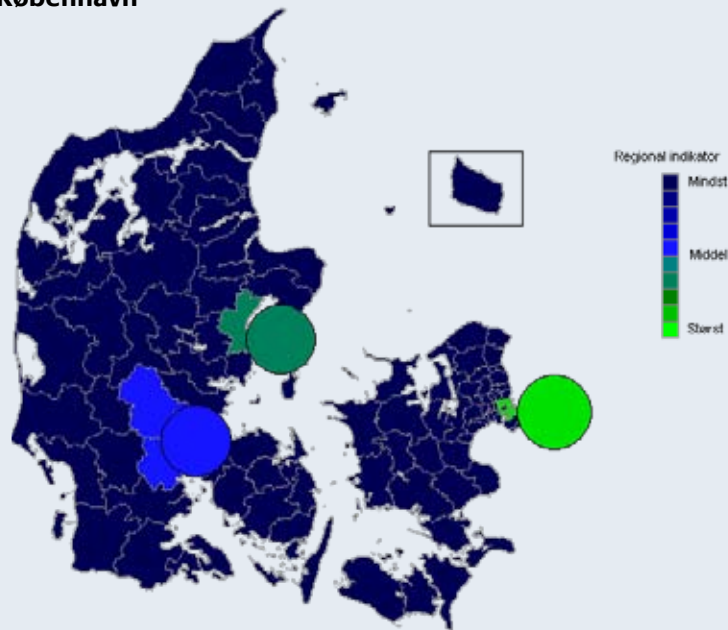 København
Regional indikator
Mindst
Middel
Størst